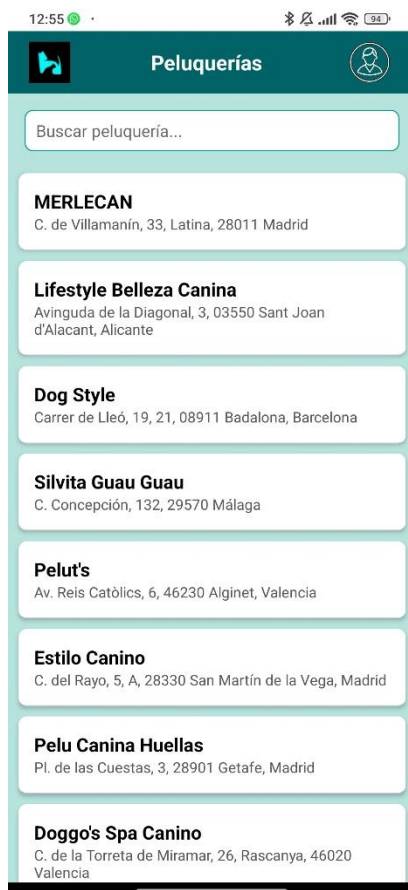 12:55
94
Peluquerías
Buscar peluquería...
MERLECAN
C. de Villamanín, 33, Latina, 28011 Madrid
Lifestyle Belleza Canina
Avinguda de la Diagonal, 3, 03550 Sant Joan
d'Alacant, Alicante
Dog Style
Carrer de Lleó, 19, 21, 08911 Badalona, Barcelona
Silvita Guau Guau
C. Concepción, 132, 29570 Málaga
Pelut's
Av. Reis Catòlics, 6, 46230 Alginet, Valencia
Estilo Canino
C. del Rayo, 5, A, 28330 San Martín de la Vega, Madrid
Pelu Canina Huellas
Pl. de las Cuestas, 3, 28901 Getafe, Madrid
Doggo's Spa Canino
C. de la Torreta de Miramar, 26, Rascanya, 46020
Valencia